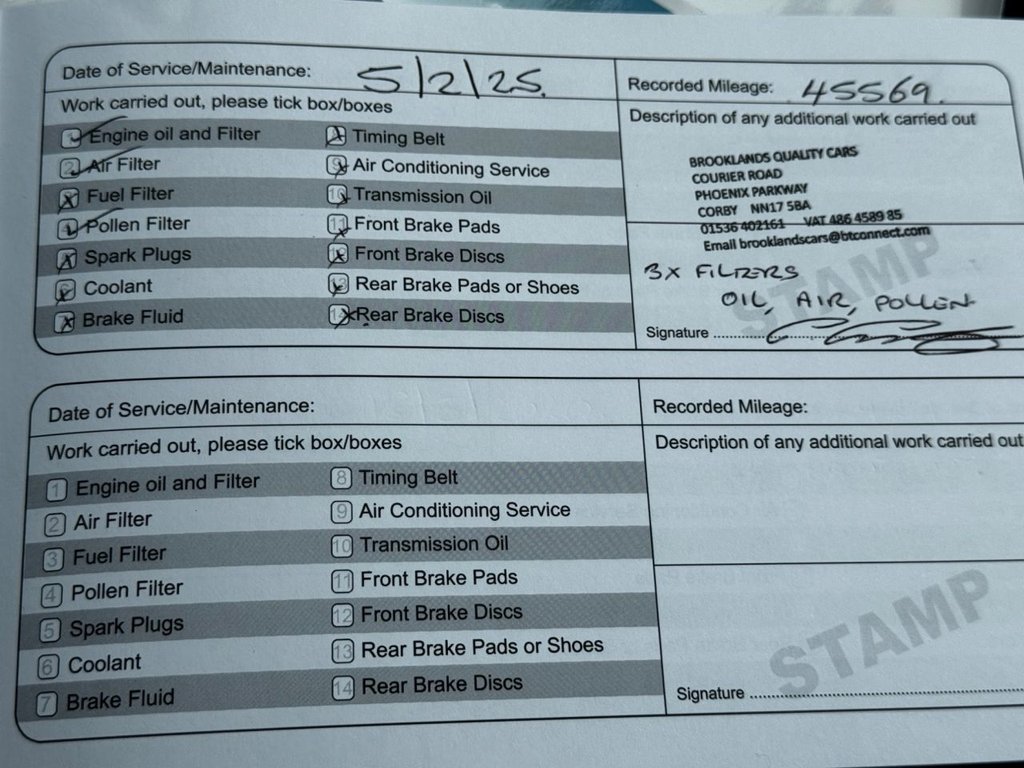 Date of Service/Maintenance: 5/2/25.
Recorded Mileage: 45569.
Work carried out, please tick box/boxes
1 Engine oil and Filter
2 Air Filter
Fuel Filter
Pollen Filter
Spark Plugs
Coolant
Brake Fluid
Timing Belt
9 Air Conditioning Service
10 Transmission Oil
11 Front Brake Pads
Front Brake Discs
Rear Brake Pads or Shoes
14 Rear Brake Discs
Description of any additional work carried out
BROOKLANDS QUALITY CARS
COURIER ROAD
PHOENIX PARKWAY
CORBY NN17 5BA
01536 402161 VAT 486 4589 85
Email brooklandscars@btconnect.com
STAMP
3X FILTERS
OIL, AIR, POLLEN
Signature
Date of Service/Maintenance:
Recorded Mileage:
Work carried out, please tick box/boxes
1 Engine oil and Filter
2 Air Filter
3 Fuel Filter
4 Pollen Filter
5 Spark Plugs
6 Coolant
7 Brake Fluid
8 Timing Belt
9 Air Conditioning Service
10 Transmission Oil
11 Front Brake Pads
12 Front Brake Discs
13 Rear Brake Pads or Shoes
14 Rear Brake Discs
Description of any additional work carried out
STAMP
Signature